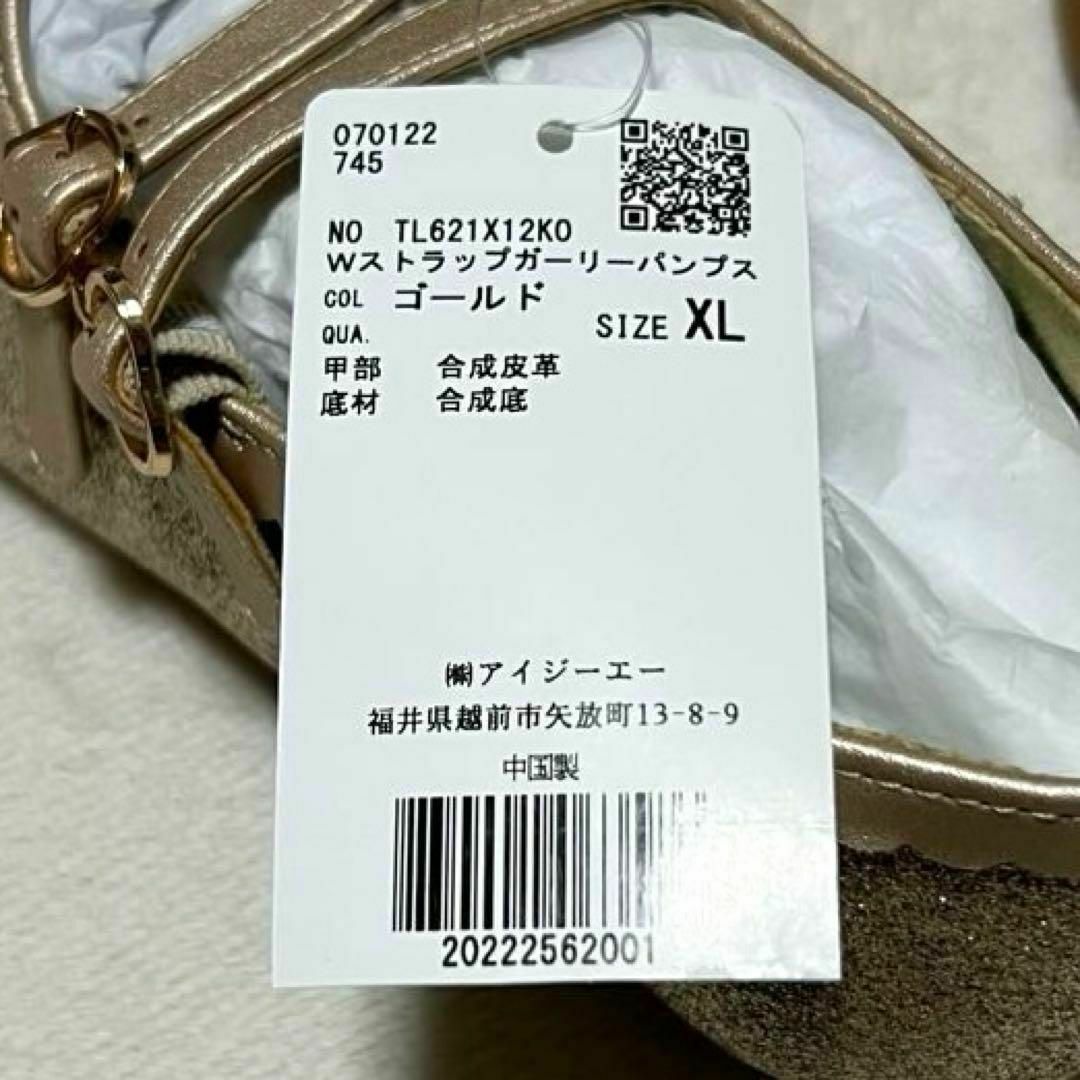 070122
745
NO TL621X12K0
Wストラップガーリーパンプス
COL ゴールド
QUA.
SIZE XL
甲部 合成皮革
底材 合成底
㈱アイジーエー
福井県越前市矢放町13-8-9
中国製
20222562001